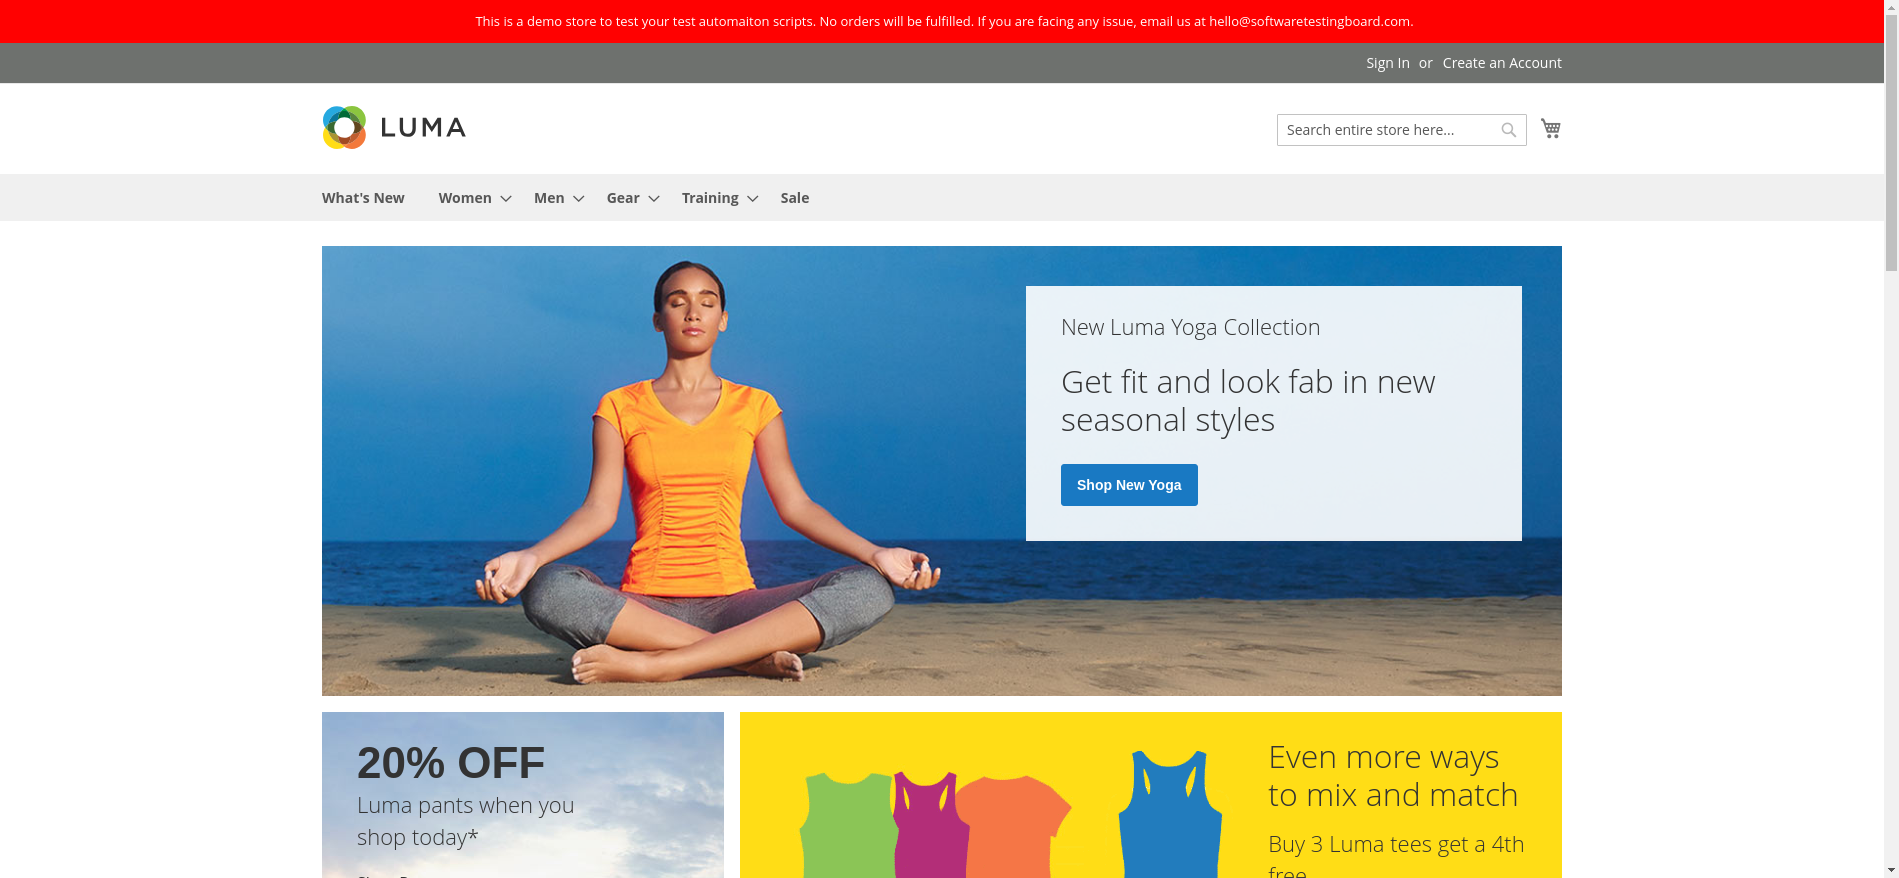 This is a demo store to test your test automaiton scripts. No orders will be fulfilled. If you are facing any issue, email us at hello@softwaretestingboard.com.
Sign In or Create an Account
LUMA
Search entire store here...
What's New Women Men Gear Training Sale
New Luma Yoga Collection
Get fit and look fab in new
seasonal styles
Shop New Yoga
20% OFF
Luma pants when you
shop today*
Even more ways
to mix and match
Buy 3 Luma tees get a 4th
free